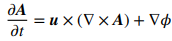 ∂A/∂t = u × (∇ × A) + ∇ϕ